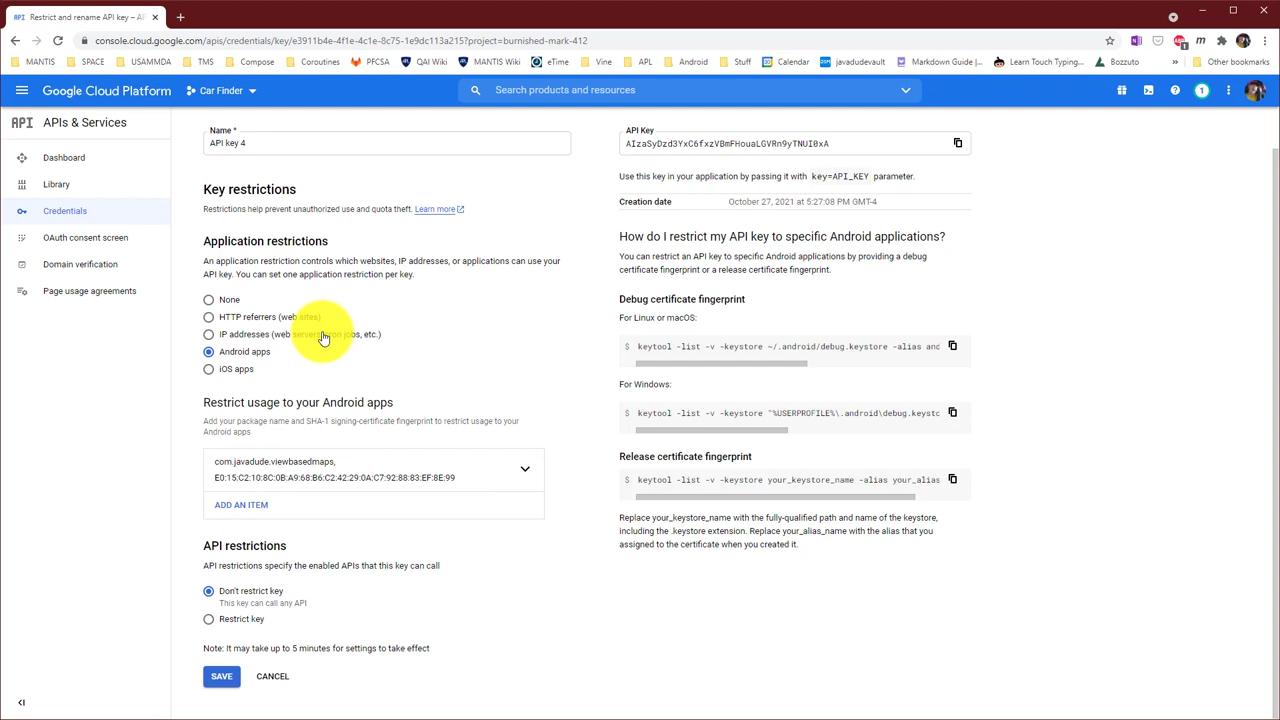 Restrict and rename API key – AP
console.cloud.google.com/apis/credentials/key/e3911b4e-4f1e-4c1e-8c75-1e9dc113a215?project=burnished-mark-412
MANTIS
SPACE
USAMMDA
TMS
Compose
Coroutines
PFCSA
QAI Wiki
MANTIS Wiki
eTime
Vine
APL
Android
Stuff
Calendar
javadudevault
Markdown Guide |...
Learn Touch Typing...
Bozzuto
Other bookmarks
Google Cloud Platform
Car Finder
Search products and resources
1
API
APIs & Services
Dashboard
Library
Credentials
OAuth consent screen
Domain verification
Page usage agreements
Name *
API key 4
Key restrictions
Restrictions help prevent unauthorized use and quota theft. Learn more
Application restrictions
An application restriction controls which websites, IP addresses, or applications can use your
API key. You can set one application restriction per key.
None
HTTP referrers (web sites)
IP addresses (web servers, cron jobs, etc.)
Android apps
iOS apps
Restrict usage to your Android apps
Add your package name and SHA-1 signing-certificate fingerprint to restrict usage to your
Android apps
com.javadude.viewbasedmaps,
E0:15:C2:10:8C:0B:A9:68:B6:C2:42:29:0A:C7:92:88:83:EF:8E:99
ADD AN ITEM
API restrictions
API restrictions specify the enabled APIs that this key can call
Don't restrict key
This key can call any API
Restrict key
Note: It may take up to 5 minutes for settings to take effect
SAVE
CANCEL
API Key
AIzaSyDzd3YxC6fxzVBmFHouaLGVRn9yTNUI0xA
Use this key in your application by passing it with key=API_KEY parameter.
Creation date
October 27, 2021 at 5:27:08 PM GMT-4
How do I restrict my API key to specific Android applications?
You can restrict an API key to specific Android applications by providing a debug
certificate fingerprint or a release certificate fingerprint.
Debug certificate fingerprint
For Linux or macOS:
$ keytool -list -v -keystore ~/.android/debug.keystore -alias and
For Windows:
$ keytool -list -v -keystore "%USERPROFILE%\.android\debug.keysto
Release certificate fingerprint
$ keytool -list -v -keystore your_keystore_name -alias your_alias
Replace your_keystore_name with the fully-qualified path and name of the keystore,
including the .keystore extension. Replace your_alias_name with the alias that you
assigned to the certificate when you created it.